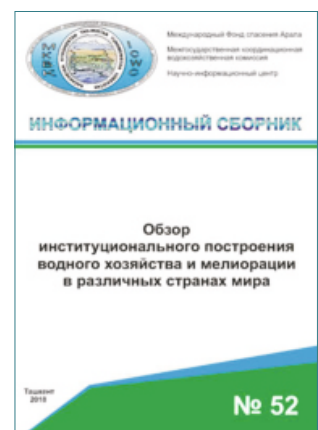 Международный Фонд спасения Арала
Межгосударственная координационная
водохозяйственная комиссия
Научно-информационный центр
ИНФОРМАЦИОННЫЙ СБОРНИК
Обзор
институционального построения
водного хозяйства и мелиорации
в различных странах мира
Ташкент
2018
№ 52